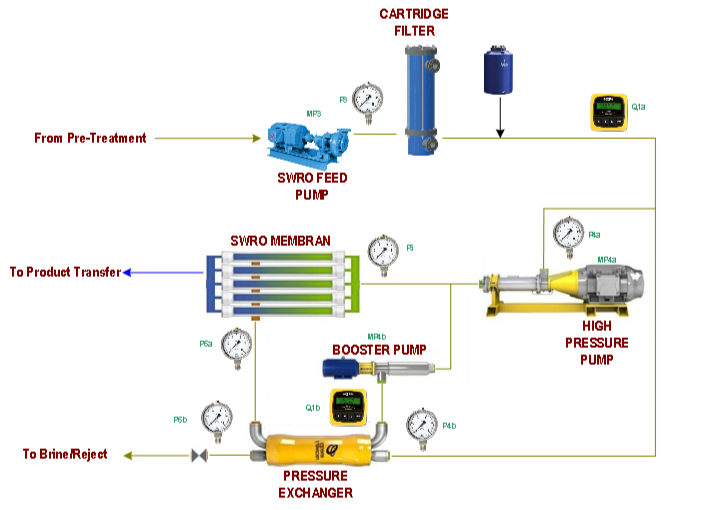 CARTRIDGE
FILTER
P3
MP3
Q1a
From Pre-Treatment
SWRO FEED
PUMP
SWRO MEMBRAN
P5
P4a
MP4a
To Product Transfer
HIGH
PRESSURE
PUMP
P6a
MP4b
BOOSTER PUMP
Q1b
P6b
P4b
To Brine/Reject
PRESSURE
EXCHANGER